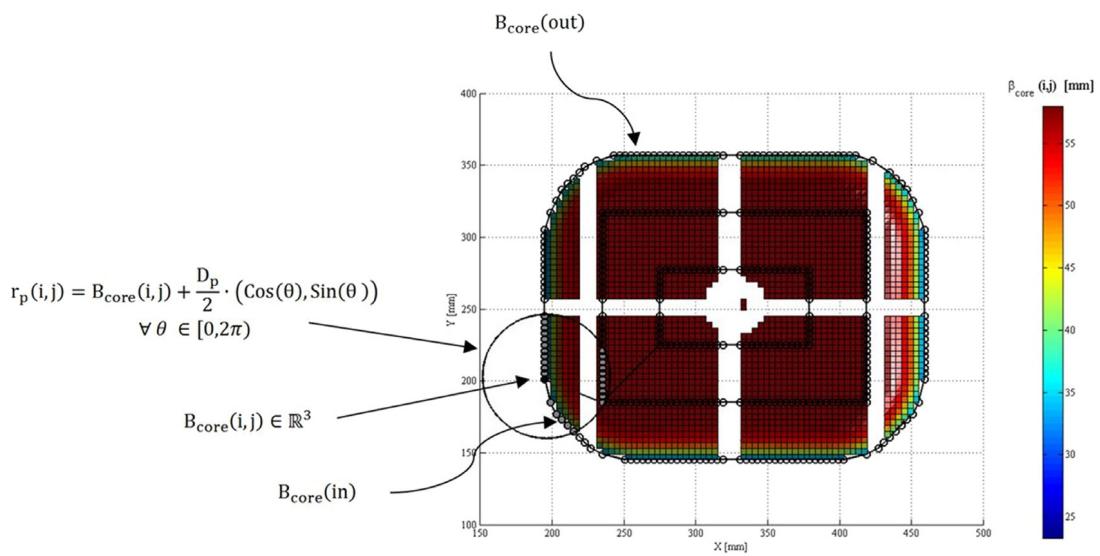 B_core(out)
β_core (i,j) [mm]
400
350
300
250
200
150
100
Y [mm]
150
200
250
300
350
400
450
500
X [mm]
55
50
45
40
35
30
25
r_p(i,j) = B_core(i,j) + D_p/2 · (Cos(θ), Sin(θ ))
∀ θ ∈ [0,2π)
B_core(i,j) ∈ ℝ³
B_core(in)